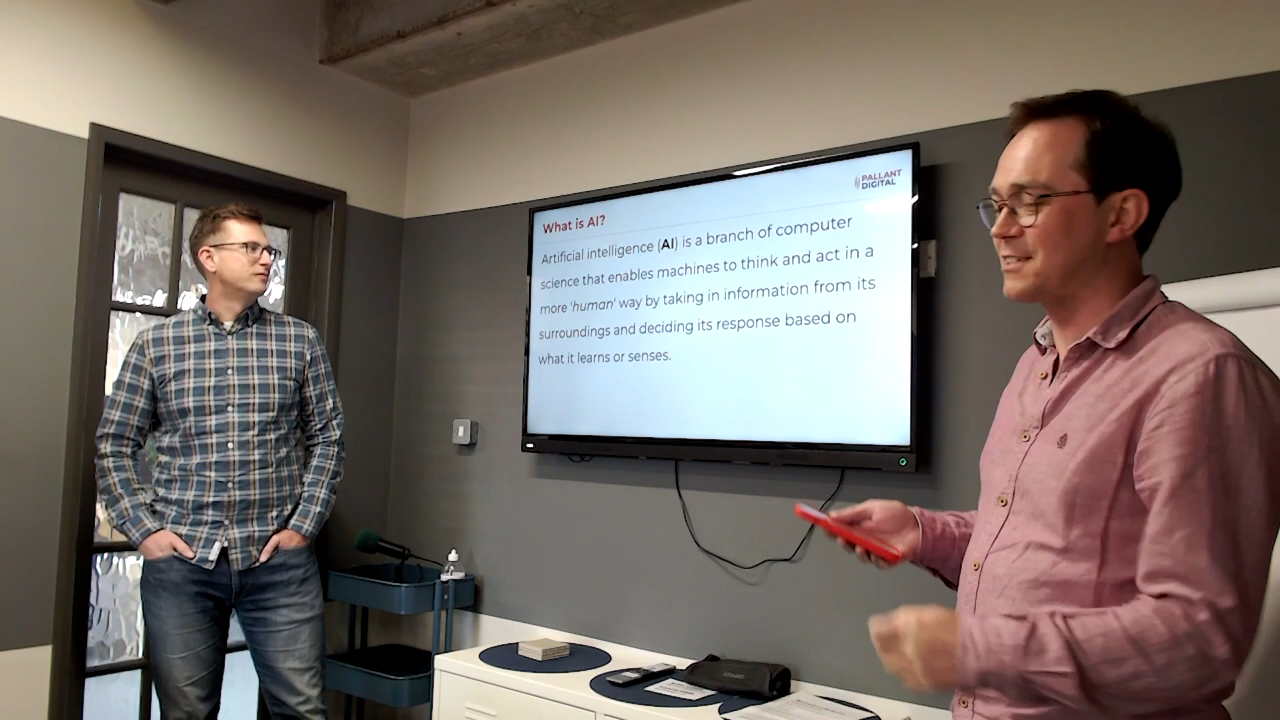 PALLANT
DIGITAL
What is AI?
Artificial intelligence (AI) is a branch of computer
science that enables machines to think and act in a
more 'human' way by taking in information from its
surroundings and deciding its response based on
what it learns or senses.